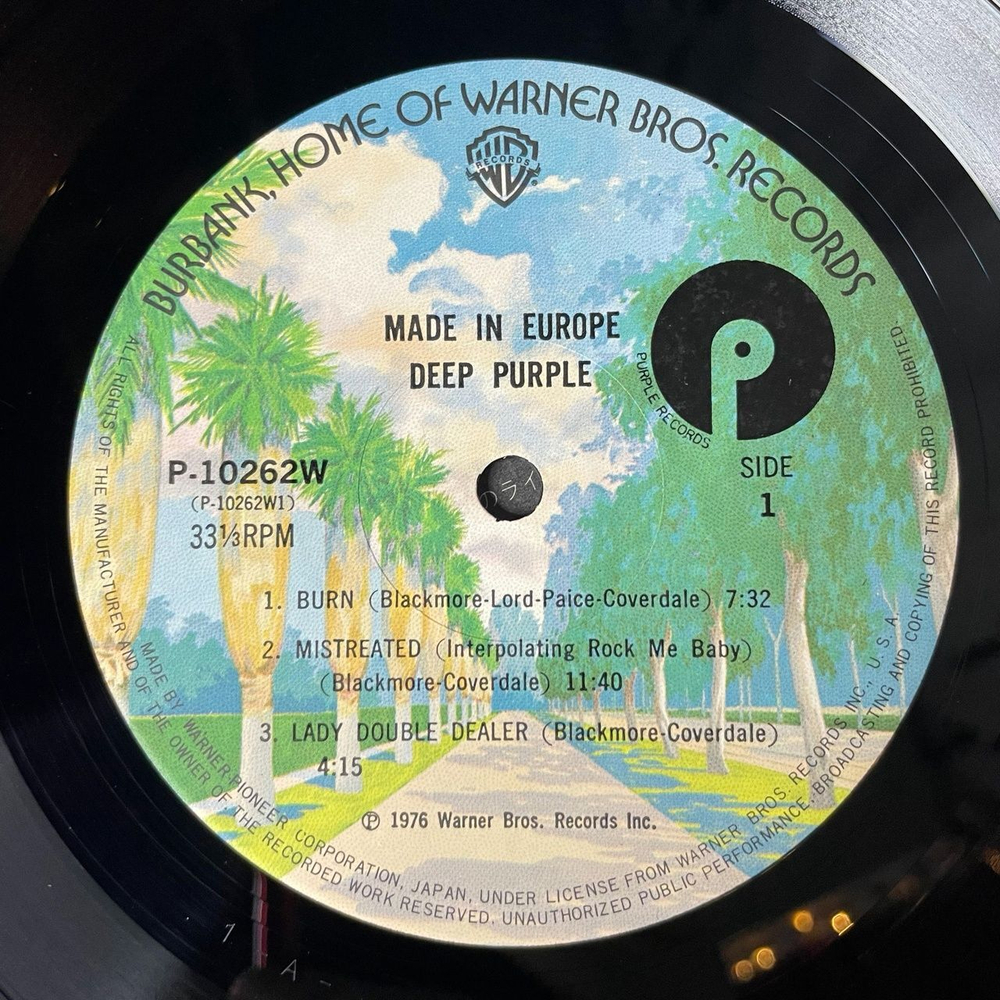 BURBANK, HOME OF WARNER BROS. RECORDS
W RECORDS ®
MADE IN EUROPE
DEEP PURPLE
P
PURPLE RECORDS
P-10262W
(P-10262W1)
33⅓RPM
SIDE
1
のライ
1. BURN (Blackmore-Lord-Paice-Coverdale) 7:32
2. MISTREATED (Interpolating Rock Me Baby)
(Blackmore-Coverdale) 11:40
3. LADY DOUBLE DEALER (Blackmore-Coverdale)
4:15
℗ 1976 Warner Bros. Records Inc.
MADE BY WARNER-PIONEER CORPORATION, JAPAN, UNDER LICENSE FROM WARNER BROS. RECORDS INC., U.S.A.
ALL RIGHTS OF THE MANUFACTURER AND OF THE OWNER OF THE RECORDED WORK RESERVED. UNAUTHORIZED PUBLIC PERFORMANCE, BROADCASTING AND COPYING OF THIS RECORD PROHIBITED
1 A-